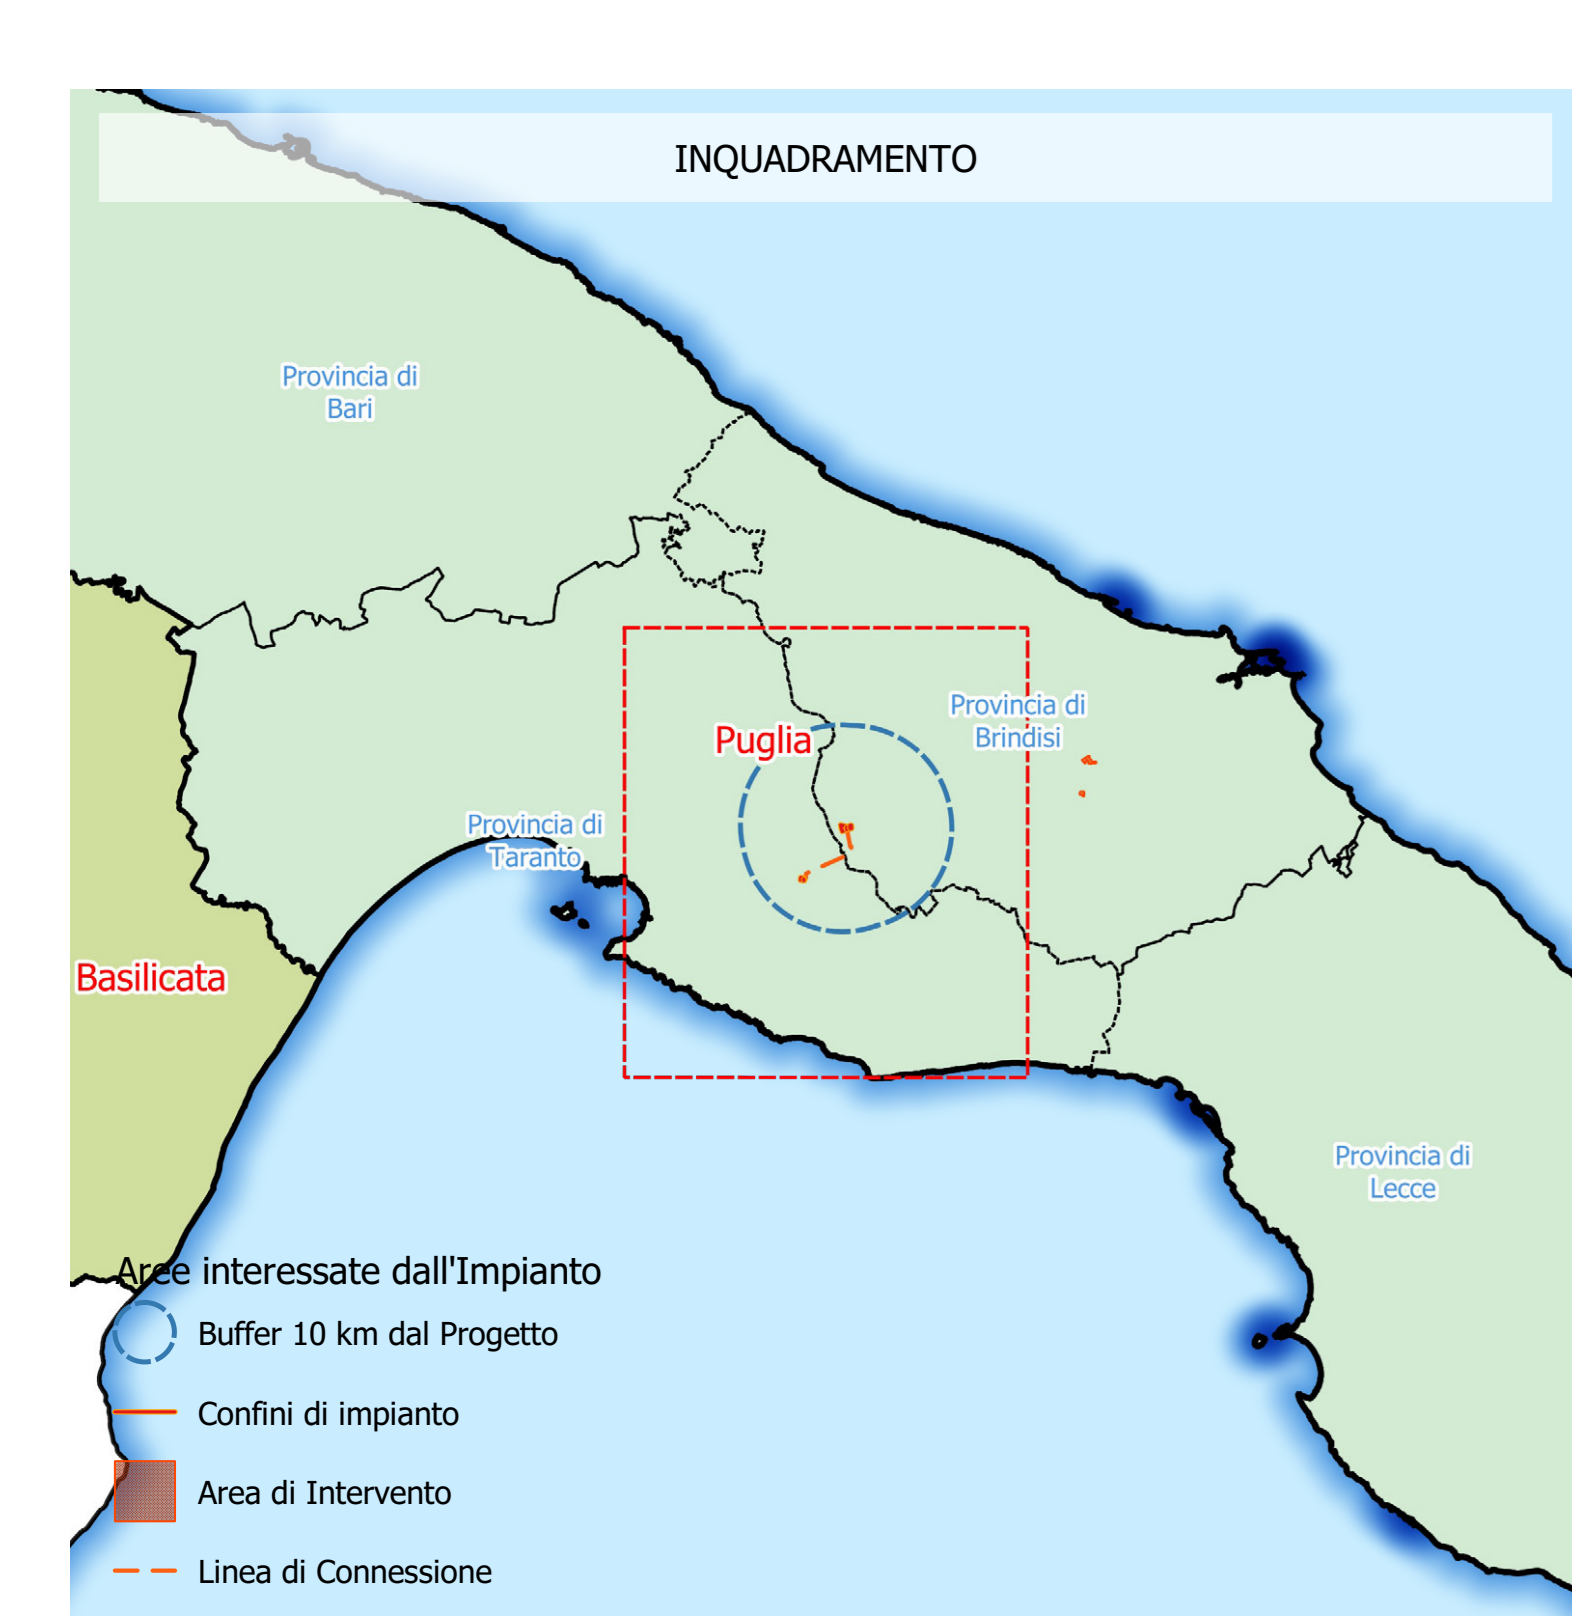 INQUADRAMENTO
Provincia di
Bari
Provincia di
Brindisi
Puglia
Provincia di
Taranto
Basilicata
Provincia di
Lecce
Aree interessate dall'Impianto
Buffer 10 km dal Progetto
Confini di impianto
Area di Intervento
Linea di Connessione